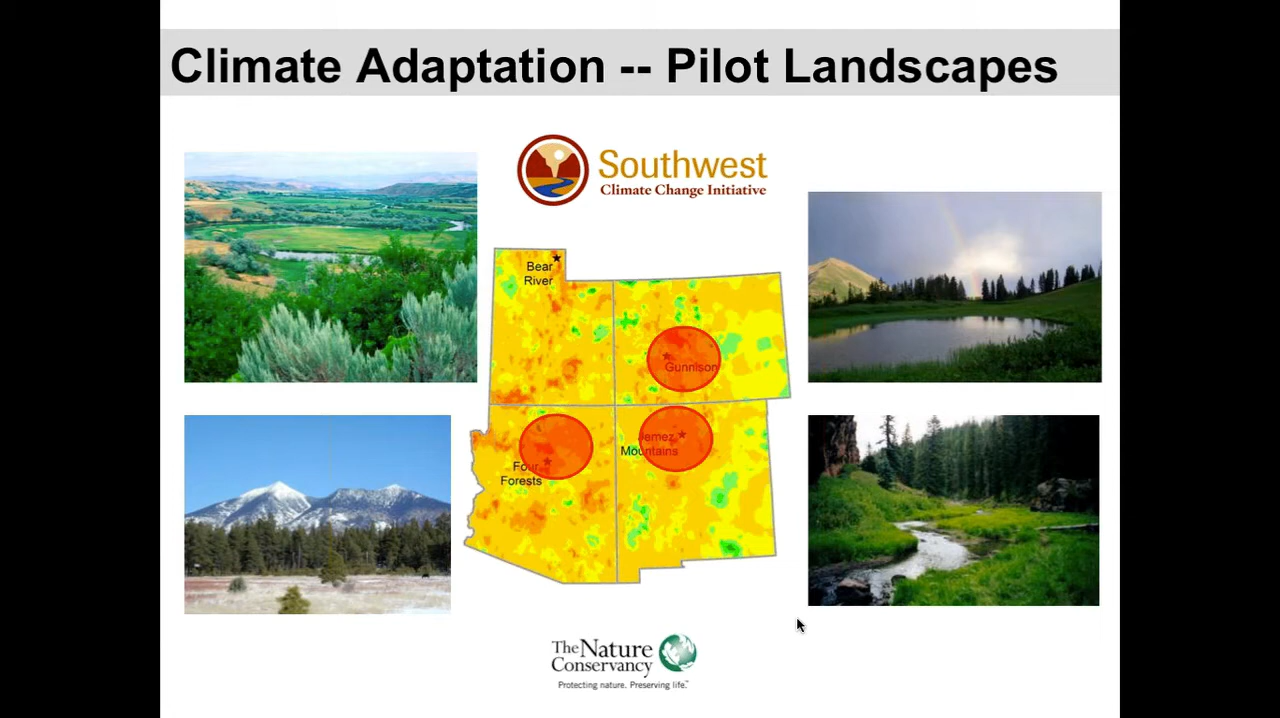 Climate Adaptation -- Pilot Landscapes
Southwest
Climate Change Initiative
Bear
River
Gunnison
Jemez
Mountains
Four
Forests
The Nature
Conservancy
Protecting nature. Preserving life.™